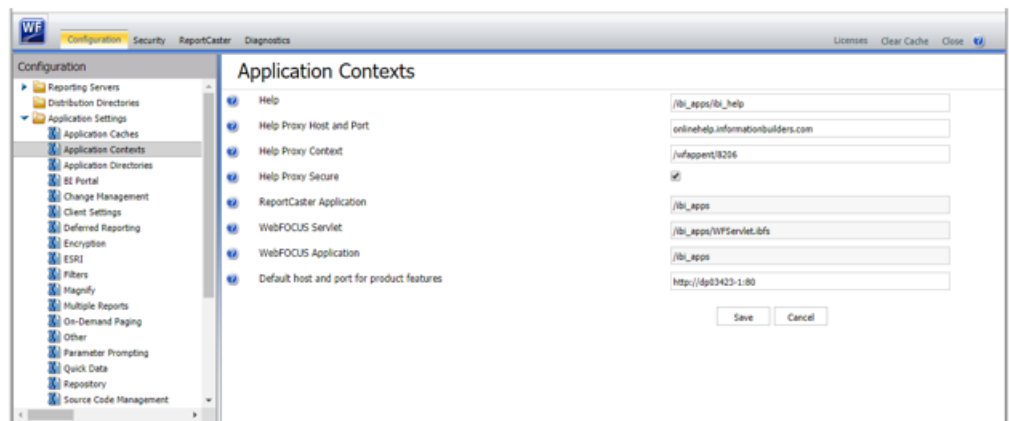 WF
Configuration Security ReportCaster Diagnostics Licenses Clear Cache Close ?
Configuration
Reporting Servers
Distribution Directories
Application Settings
Application Caches
Application Contexts
Application Directories
BI Portal
Change Management
Client Settings
Deferred Reporting
Encryption
ESRI
Filters
Magnify
Multiple Reports
On-Demand Paging
Other
Parameter Prompting
Quick Data
Repository
Source Code Management
Application Contexts
Help /ibi_apps/ibi_help
Help Proxy Host and Port onlinehelp.informationbuilders.com
Help Proxy Context /wfappent/8206
Help Proxy Secure
ReportCaster Application /ibi_apps
WebFOCUS Servlet /ibi_apps/WFServlet.ibfs
WebFOCUS Application /ibi_apps
Default host and port for product features http://dp03423-1:80
Save Cancel